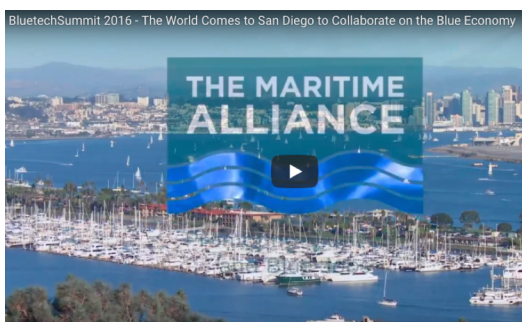 BluetechSummit 2016 - The World Comes to San Diego to Collaborate on the Blue Economy
THE MARITIME
ALLIANCE